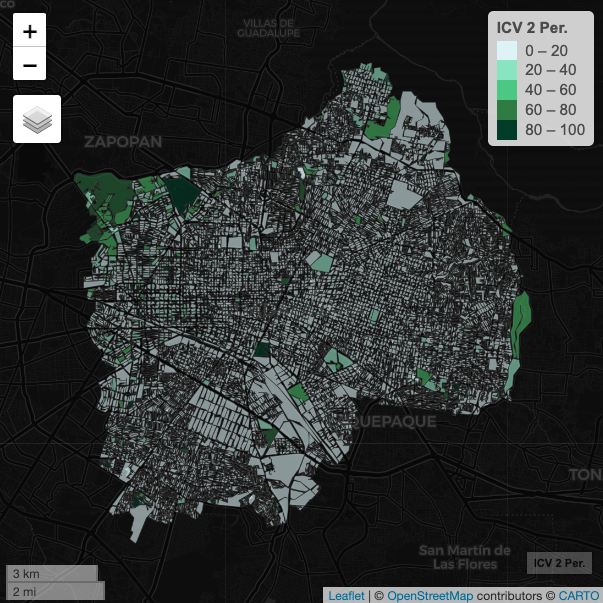 CO
VILLAS DE
GUADALUPE
+
−
ICV 2 Per.
0 – 20
20 – 40
40 – 60
60 – 80
80 – 100
ZAPOPAN
QUEPAQUE
TON
San Martín de
Las Flores
ICV 2 Per.
3 km
2 mi
Leaflet | © OpenStreetMap contributors © CARTO